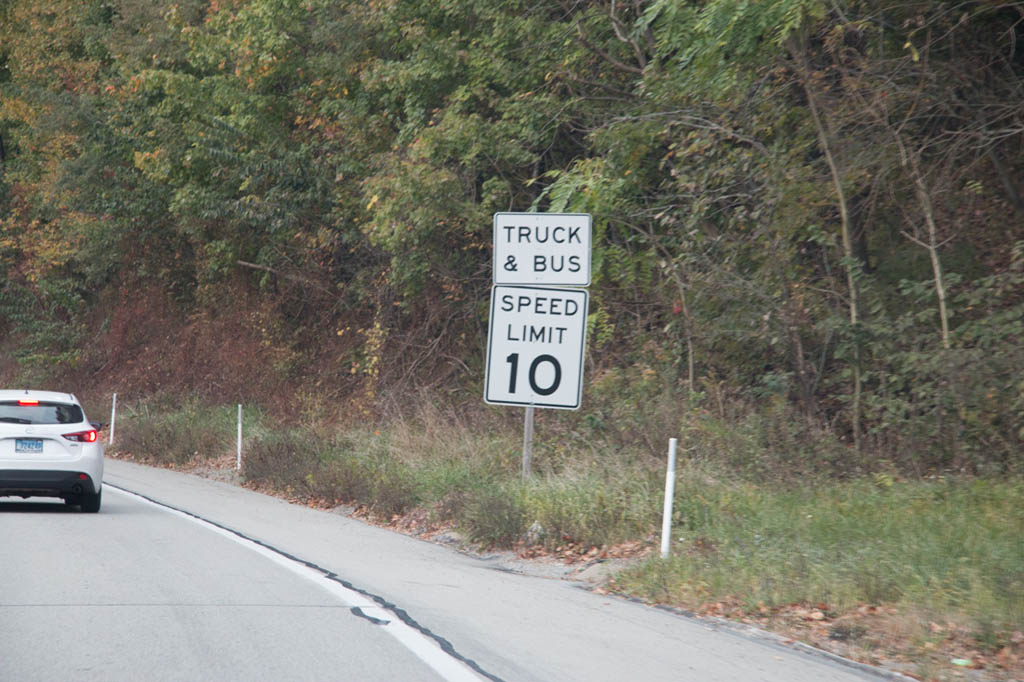 TRUCK
& BUS
SPEED
LIMIT
10